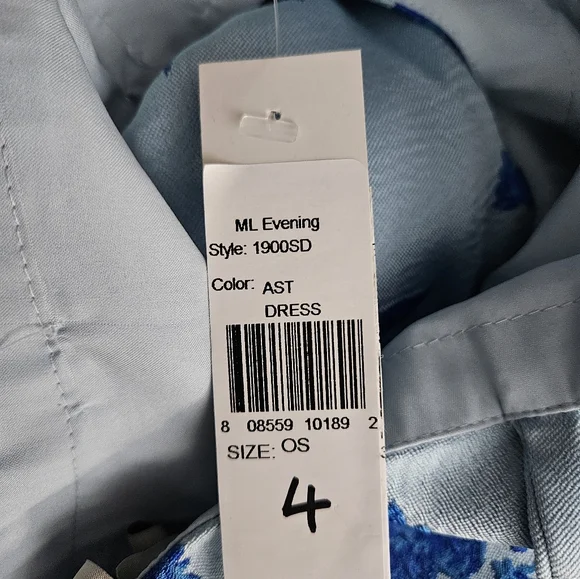 ML Evening
Style: 1900SD
Color: AST
DRESS
8 08559 10189 2
SIZE: OS
4